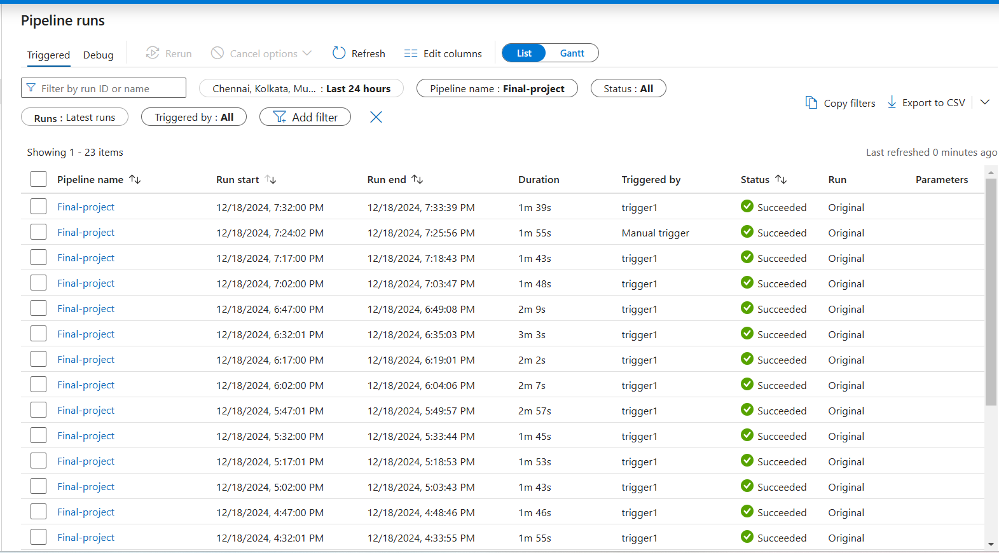 Pipeline runs
Triggered Debug Rerun Cancel options Refresh Edit columns List Gantt
Filter by run ID or name Chennai, Kolkata, Mu... : Last 24 hours Pipeline name : Final-project Status : All
Copy filters Export to CSV
Runs : Latest runs Triggered by : All Add filter
Showing 1 - 23 items Last refreshed 0 minutes ago
Pipeline name Run start Run end Duration Triggered by Status Run Parameters
Final-project 12/18/2024, 7:32:00 PM 12/18/2024, 7:33:39 PM 1m 39s trigger1 Succeeded Original
Final-project 12/18/2024, 7:24:02 PM 12/18/2024, 7:25:56 PM 1m 55s Manual trigger Succeeded Original
Final-project 12/18/2024, 7:17:00 PM 12/18/2024, 7:18:43 PM 1m 43s trigger1 Succeeded Original
Final-project 12/18/2024, 7:02:00 PM 12/18/2024, 7:03:47 PM 1m 48s trigger1 Succeeded Original
Final-project 12/18/2024, 6:47:00 PM 12/18/2024, 6:49:08 PM 2m 9s trigger1 Succeeded Original
Final-project 12/18/2024, 6:32:01 PM 12/18/2024, 6:35:03 PM 3m 3s trigger1 Succeeded Original
Final-project 12/18/2024, 6:17:00 PM 12/18/2024, 6:19:01 PM 2m 2s trigger1 Succeeded Original
Final-project 12/18/2024, 6:02:00 PM 12/18/2024, 6:04:06 PM 2m 7s trigger1 Succeeded Original
Final-project 12/18/2024, 5:47:01 PM 12/18/2024, 5:49:57 PM 2m 57s trigger1 Succeeded Original
Final-project 12/18/2024, 5:32:00 PM 12/18/2024, 5:33:44 PM 1m 45s trigger1 Succeeded Original
Final-project 12/18/2024, 5:17:01 PM 12/18/2024, 5:18:53 PM 1m 53s trigger1 Succeeded Original
Final-project 12/18/2024, 5:02:00 PM 12/18/2024, 5:03:43 PM 1m 43s trigger1 Succeeded Original
Final-project 12/18/2024, 4:47:00 PM 12/18/2024, 4:48:46 PM 1m 46s trigger1 Succeeded Original
Final-project 12/18/2024, 4:32:01 PM 12/18/2024, 4:33:55 PM 1m 55s trigger1 Succeeded Original